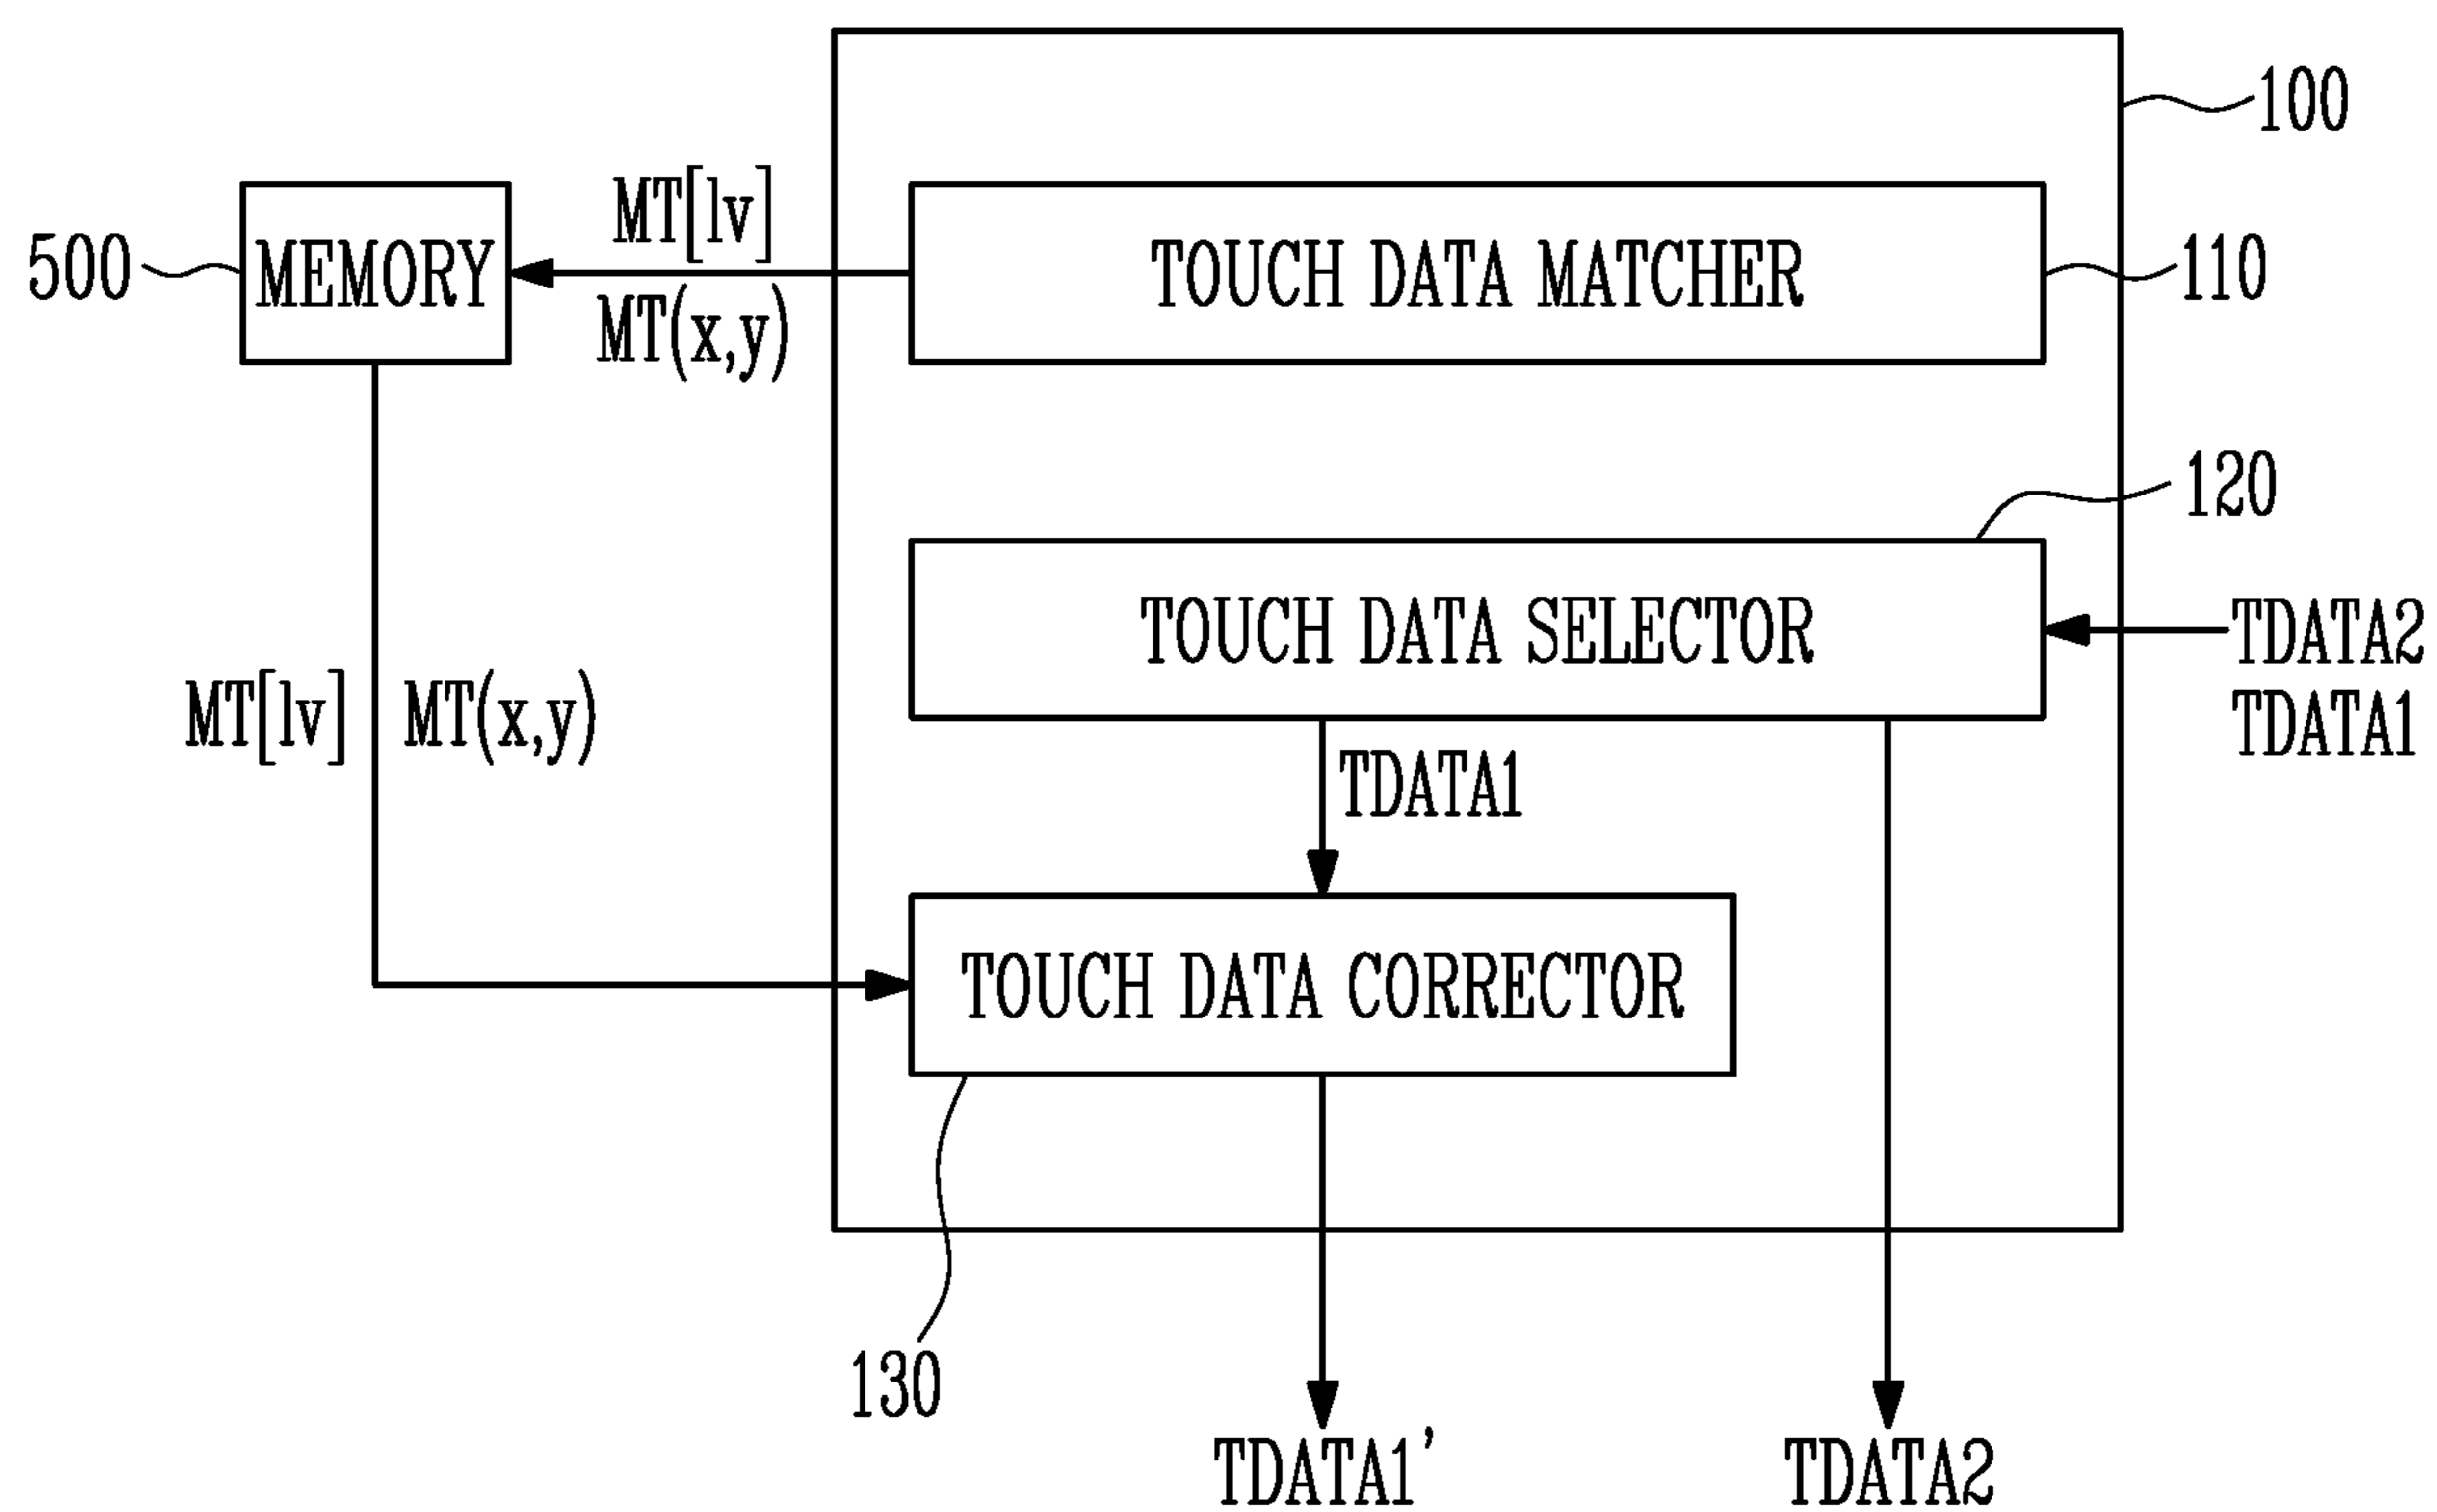 100
MT[lv]
500
MEMORY
TOUCH DATA MATCHER
110
MT(x,y)
120
TOUCH DATA SELECTOR
TDATA2
TDATA1
MT[lv]
MT(x,y)
TDATA1
TOUCH DATA CORRECTOR
130
TDATA1'
TDATA2